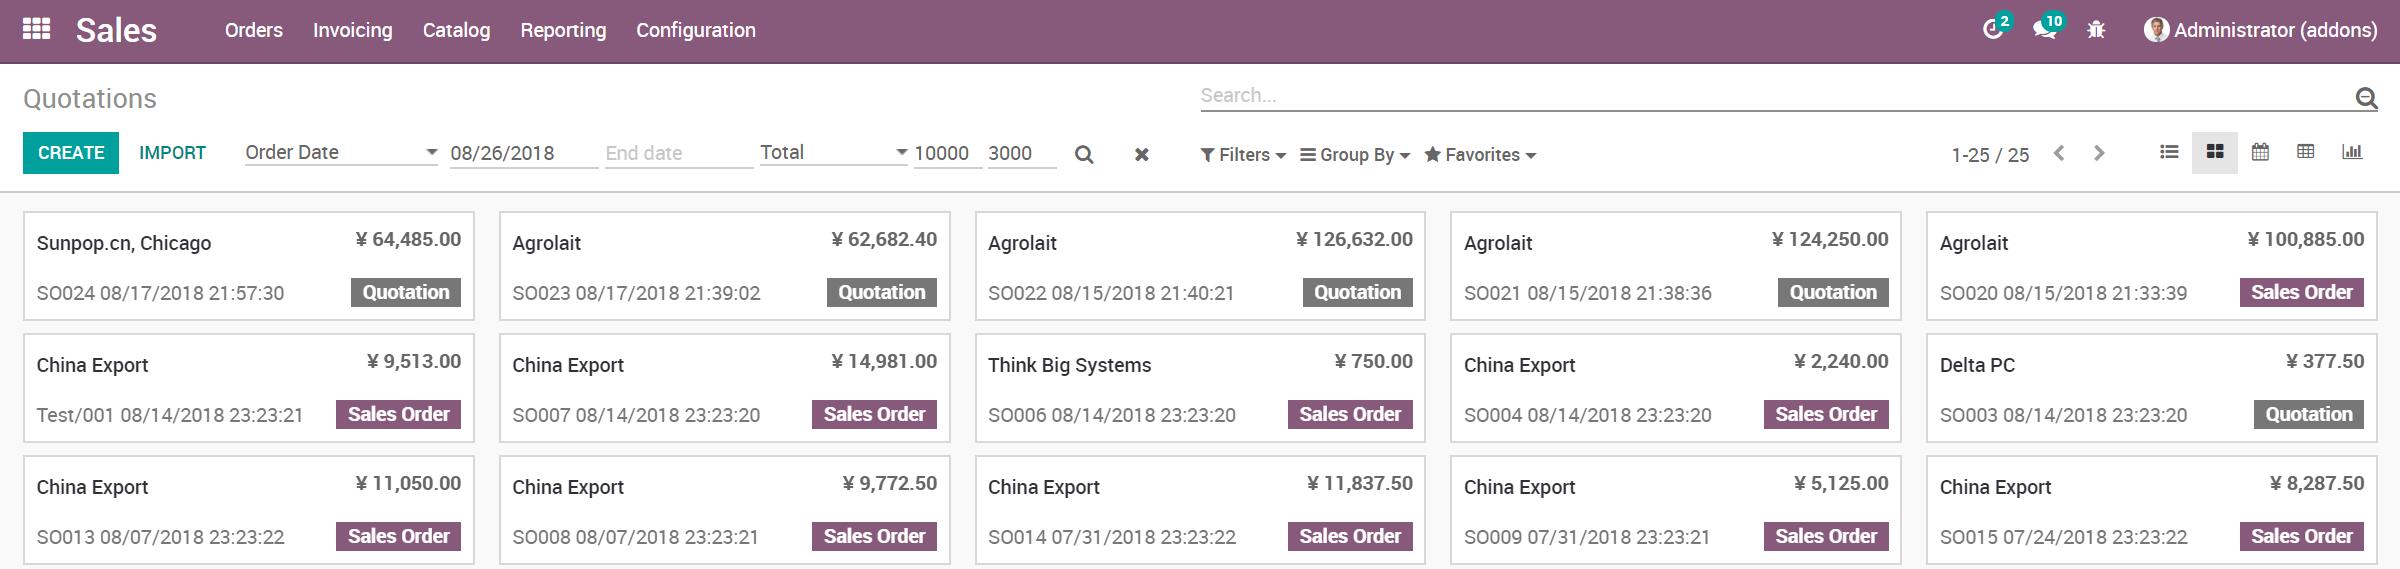 Sales Orders Invoicing Catalog Reporting Configuration 2 10 Administrator (addons)
Quotations Search...
CREATE IMPORT Order Date 08/26/2018 End date Total 10000 3000 Filters Group By Favorites 1-25 / 25
Sunpop.cn, Chicago ¥ 64,485.00
SO024 08/17/2018 21:57:30 Quotation
Agrolait ¥ 62,682.40
SO023 08/17/2018 21:39:02 Quotation
Agrolait ¥ 126,632.00
SO022 08/15/2018 21:40:21 Quotation
Agrolait ¥ 124,250.00
SO021 08/15/2018 21:38:36 Quotation
Agrolait ¥ 100,885.00
SO020 08/15/2018 21:33:39 Sales Order
China Export ¥ 9,513.00
Test/001 08/14/2018 23:23:21 Sales Order
China Export ¥ 14,981.00
SO007 08/14/2018 23:23:20 Sales Order
Think Big Systems ¥ 750.00
SO006 08/14/2018 23:23:20 Sales Order
China Export ¥ 2,240.00
SO004 08/14/2018 23:23:20 Sales Order
Delta PC ¥ 377.50
SO003 08/14/2018 23:23:20 Quotation
China Export ¥ 11,050.00
SO013 08/07/2018 23:23:22 Sales Order
China Export ¥ 9,772.50
SO008 08/07/2018 23:23:21 Sales Order
China Export ¥ 11,837.50
SO014 07/31/2018 23:23:22 Sales Order
China Export ¥ 5,125.00
SO009 07/31/2018 23:23:21 Sales Order
China Export ¥ 8,287.50
SO015 07/24/2018 23:23:22 Sales Order